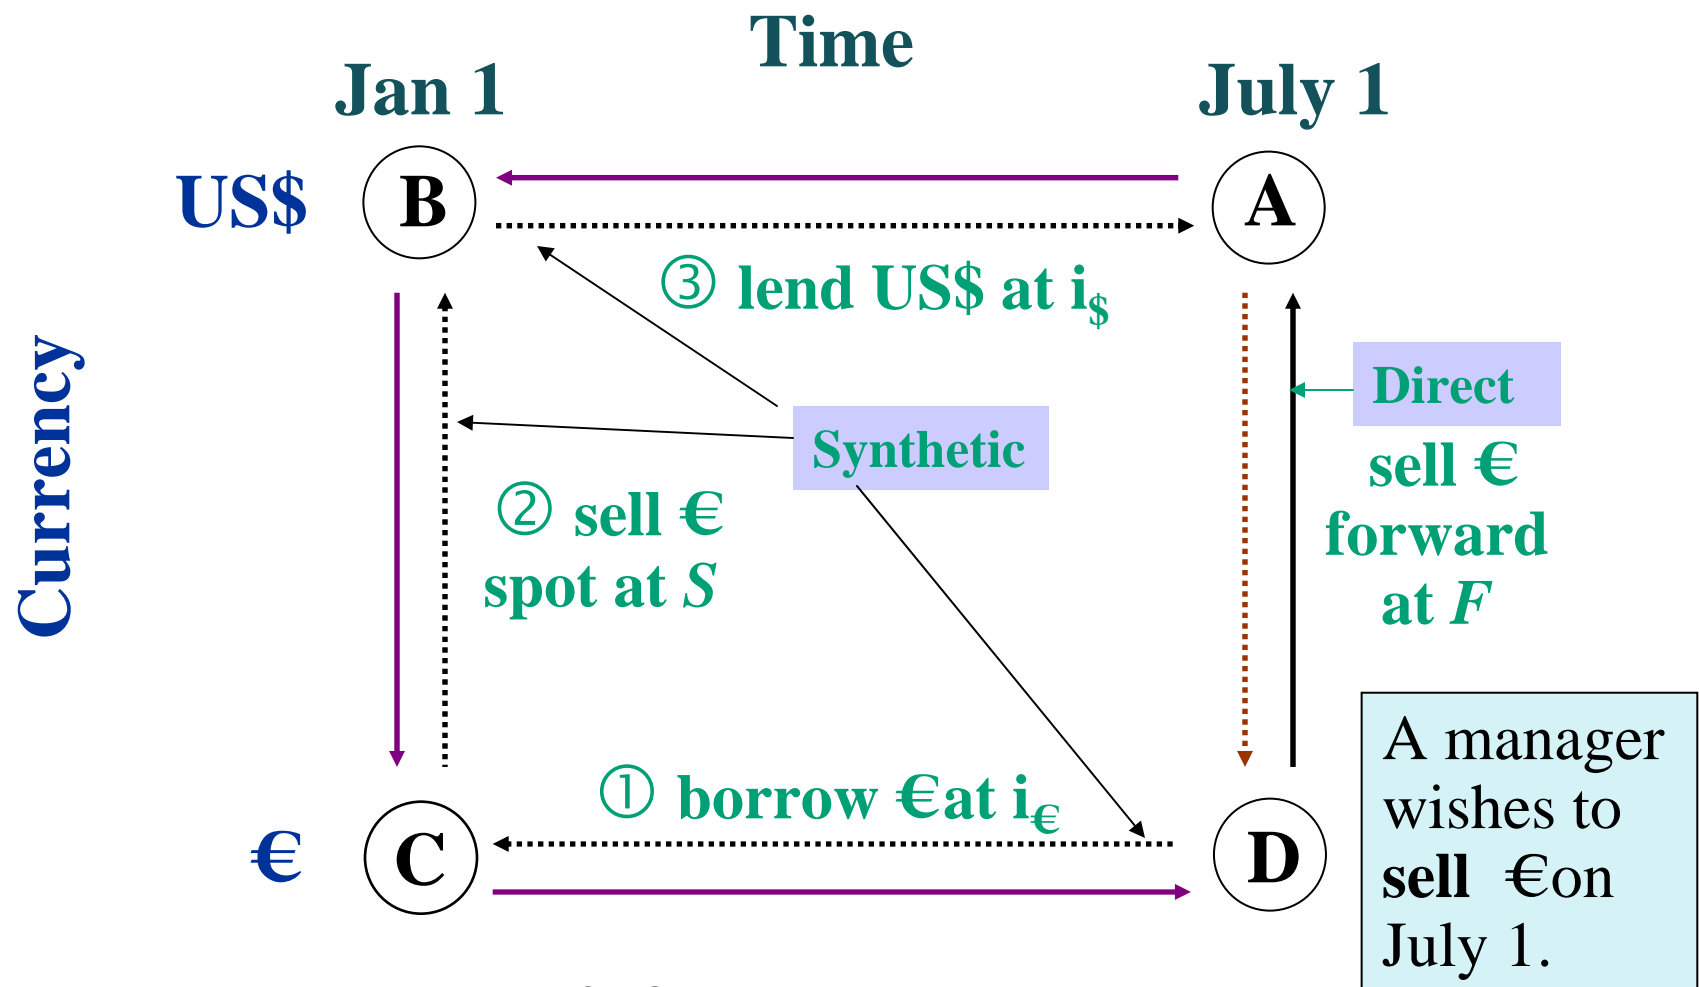 Time
Jan 1
July 1
US$
B
A
③ lend US$ at i$
Currency
Direct
Synthetic
sell €
forward
at F
② sell €
spot at S
① borrow €at i€
€
C
D
A manager
wishes to
sell €on
July 1.